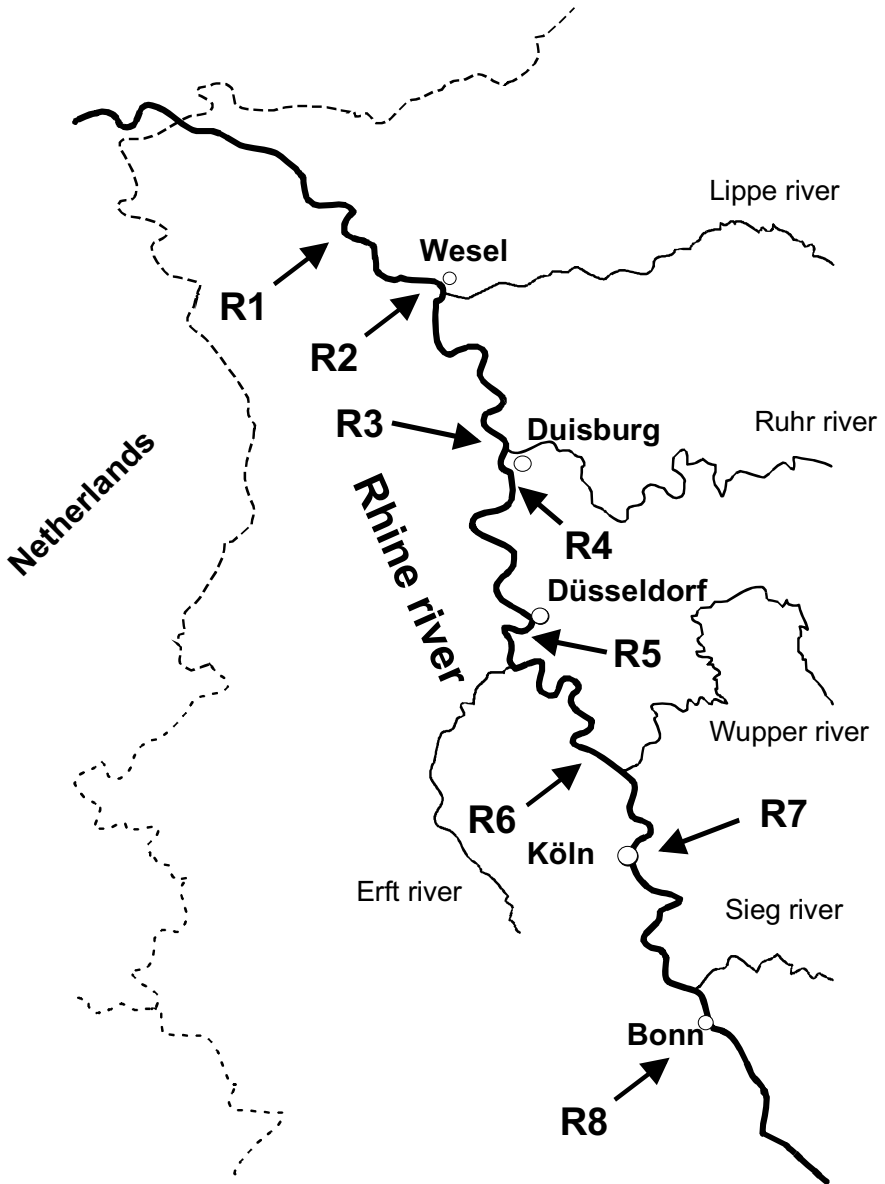 Lippe river
Wesel
R1
R2
R3
Duisburg
Ruhr river
Netherlands
Rhine river
R4
Düsseldorf
R5
Wupper river
R6
R7
Köln
Erft river
Sieg river
Bonn
R8